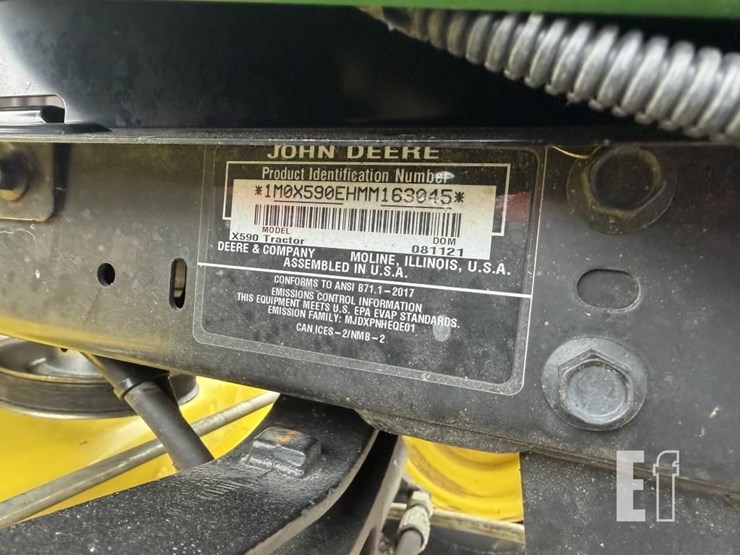 JOHN DEERE
Product Identification Number
*1M0X590EHMM163045*
MODEL DOM
X590 Tractor 081121
DEERE & COMPANY MOLINE, ILLINOIS, U.S.A.
ASSEMBLED IN U.S.A.
CONFORMS TO ANSI B71.1-2017
EMISSIONS CONTROL INFORMATION
THIS EQUIPMENT MEETS U.S. EPA EVAP STANDARDS.
EMISSION FAMILY: MJDXPNHEQE01
CAN ICES-2/NMB-2
Ef